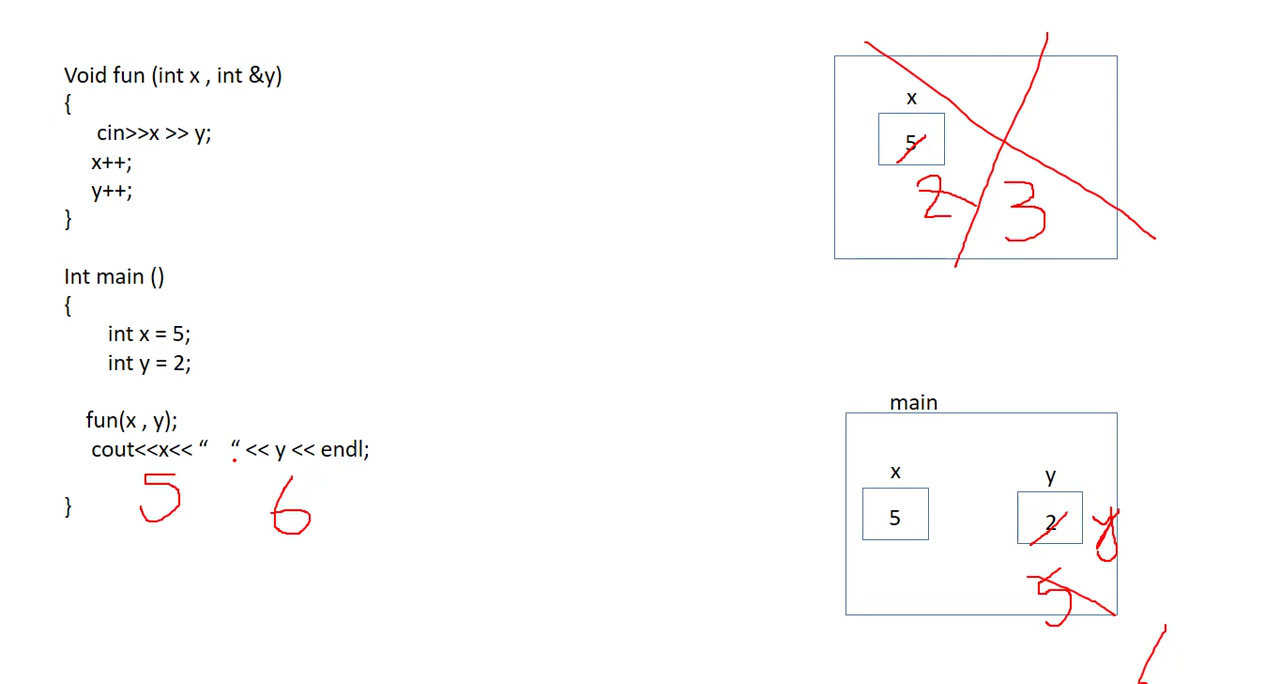 Void fun (int x , int &y)
{
cin>>x >> y;
x++;
y++;
}
Int main ()
{
int x = 5;
int y = 2;
fun(x , y);
cout<<x<< “ “ << y << endl;
5 6
}
x
5
2 3
main
x y
5 2 y
5